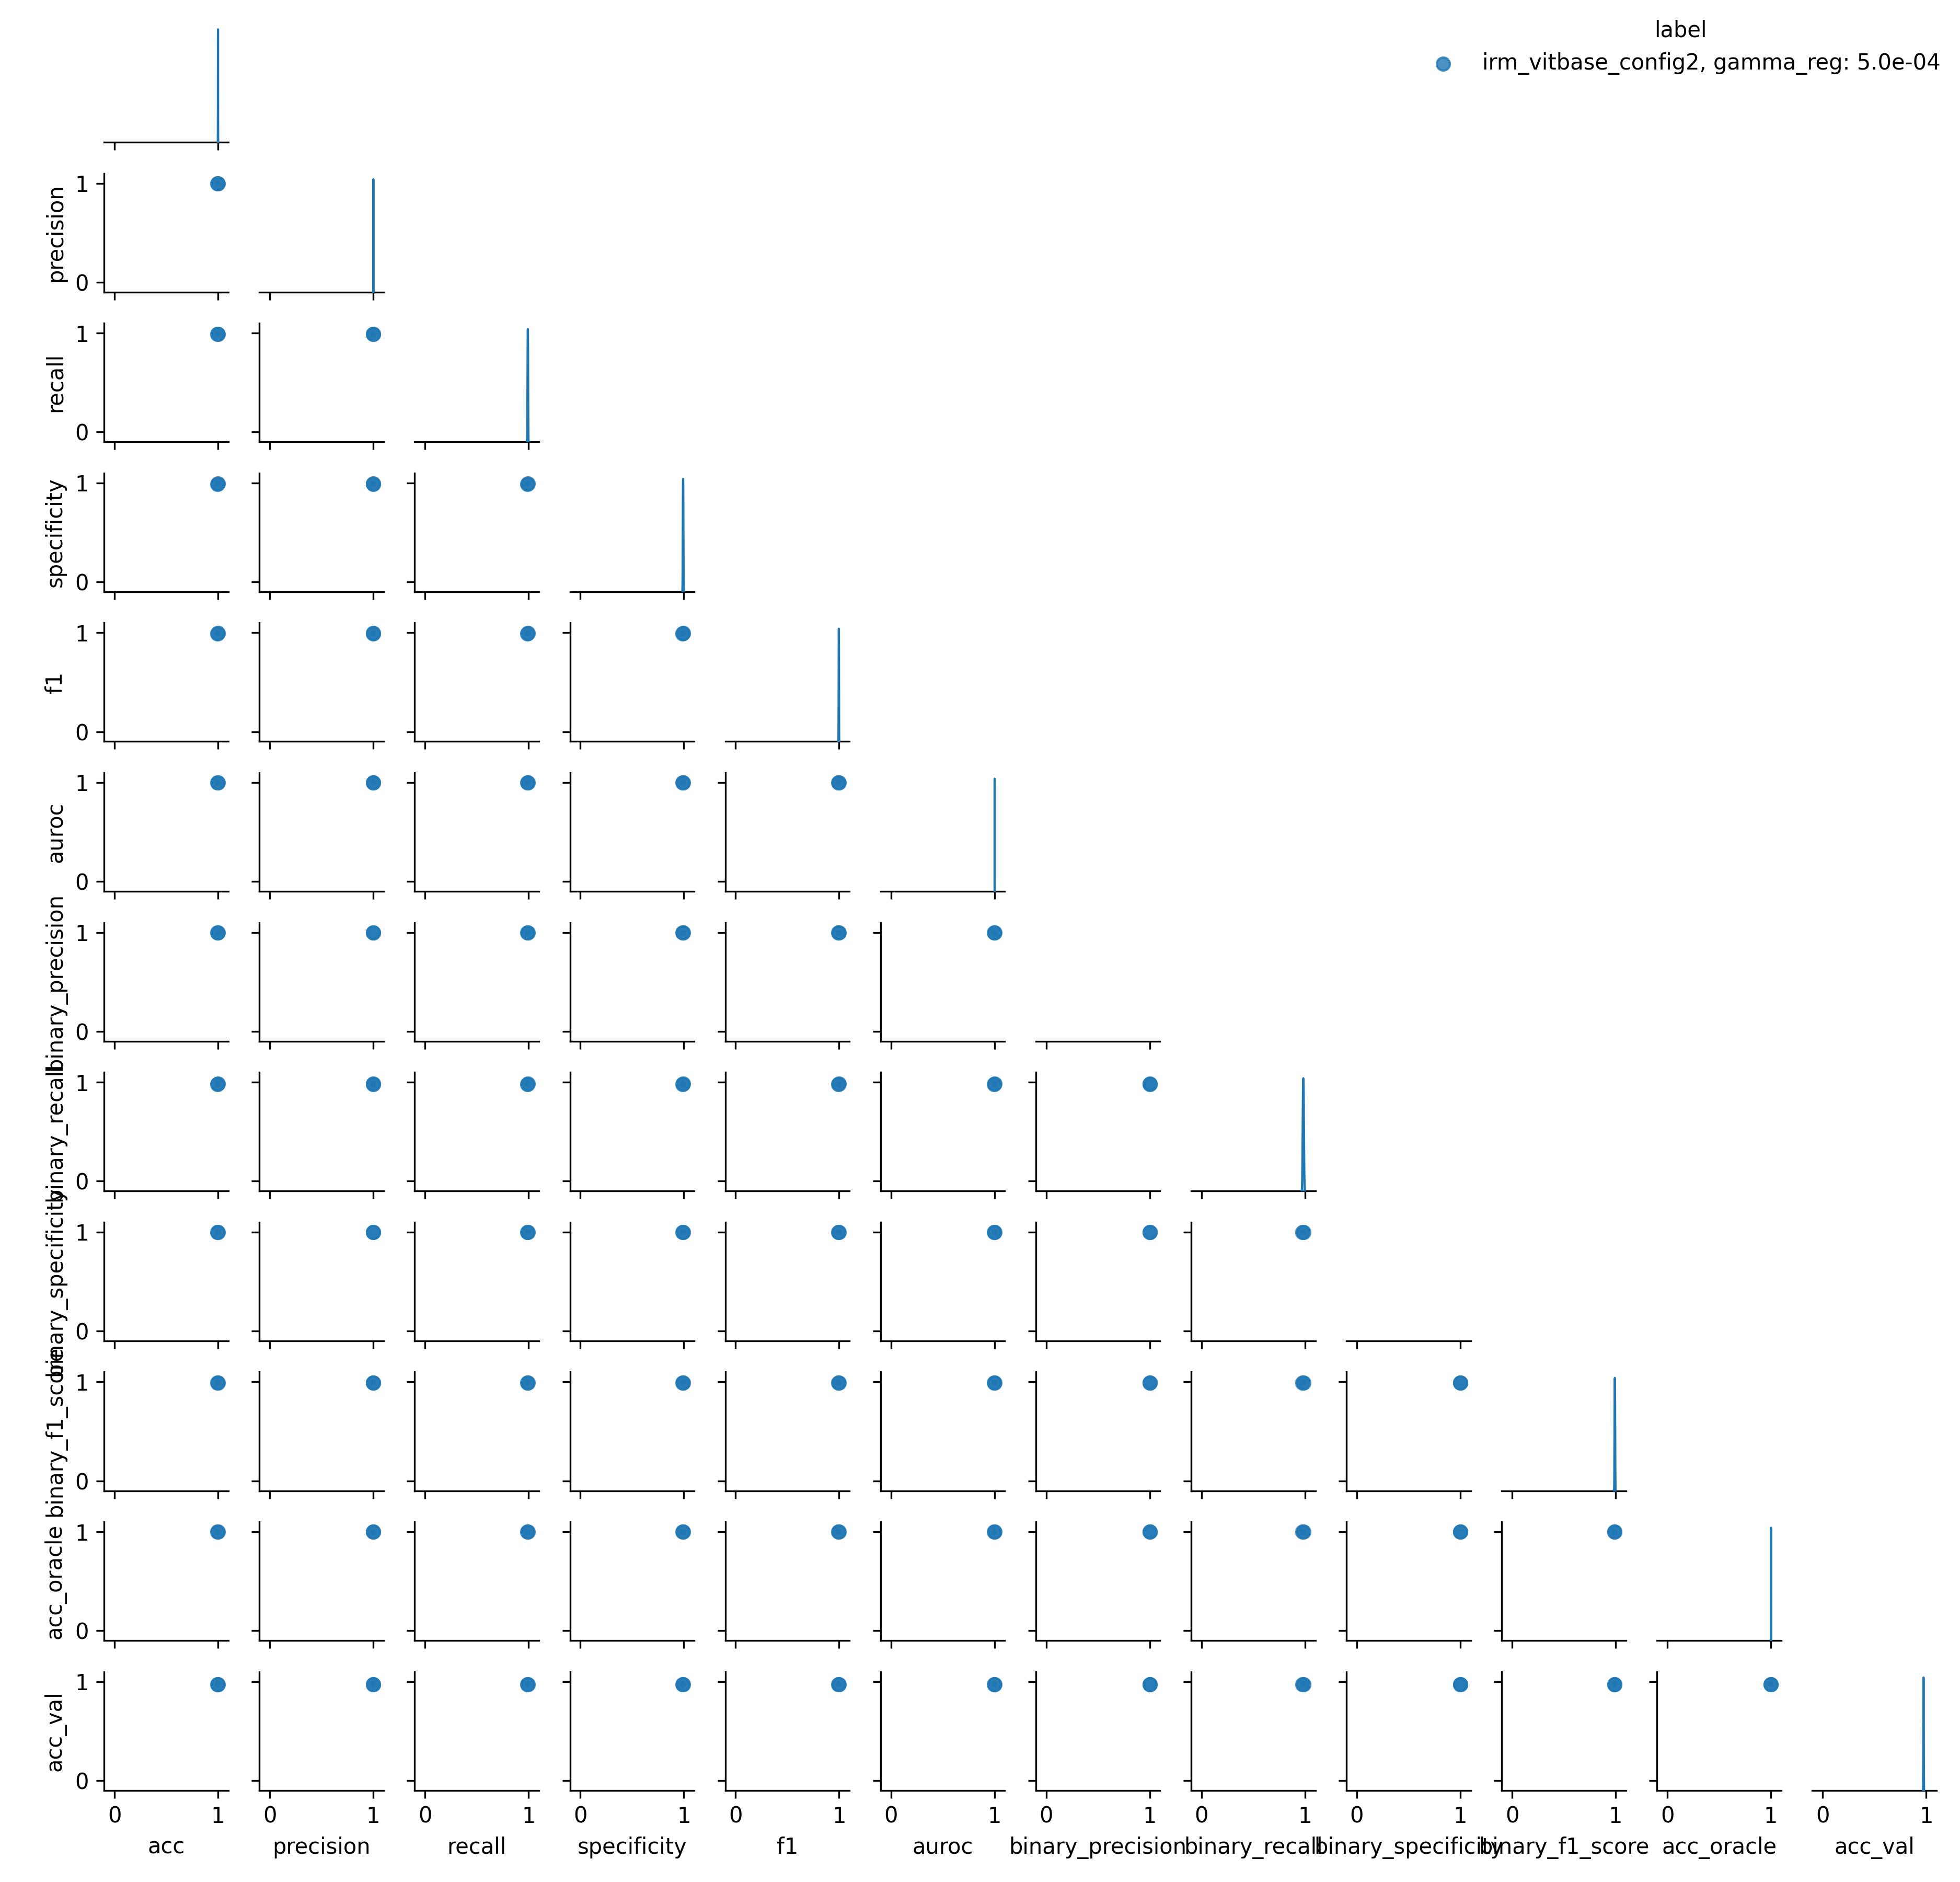 label
irm_vitbase_config2, gamma_reg: 5.0e-04
precision
1
0
recall
1
0
specificity
1
0
f1
1
0
auroc
1
0
binary_precision
1
0
binary_recall
1
0
binary_specificity
1
0
binary_f1_score
1
0
acc_oracle
1
0
acc_val
1
0
0 1 0 1 0 1 0 1 0 1 0 1 0 1 0 1 0 1 0 1 0 1 0 1
acc precision recall specificity f1 auroc binary_precision binary_recall binary_specificity binary_f1_score acc_oracle acc_val